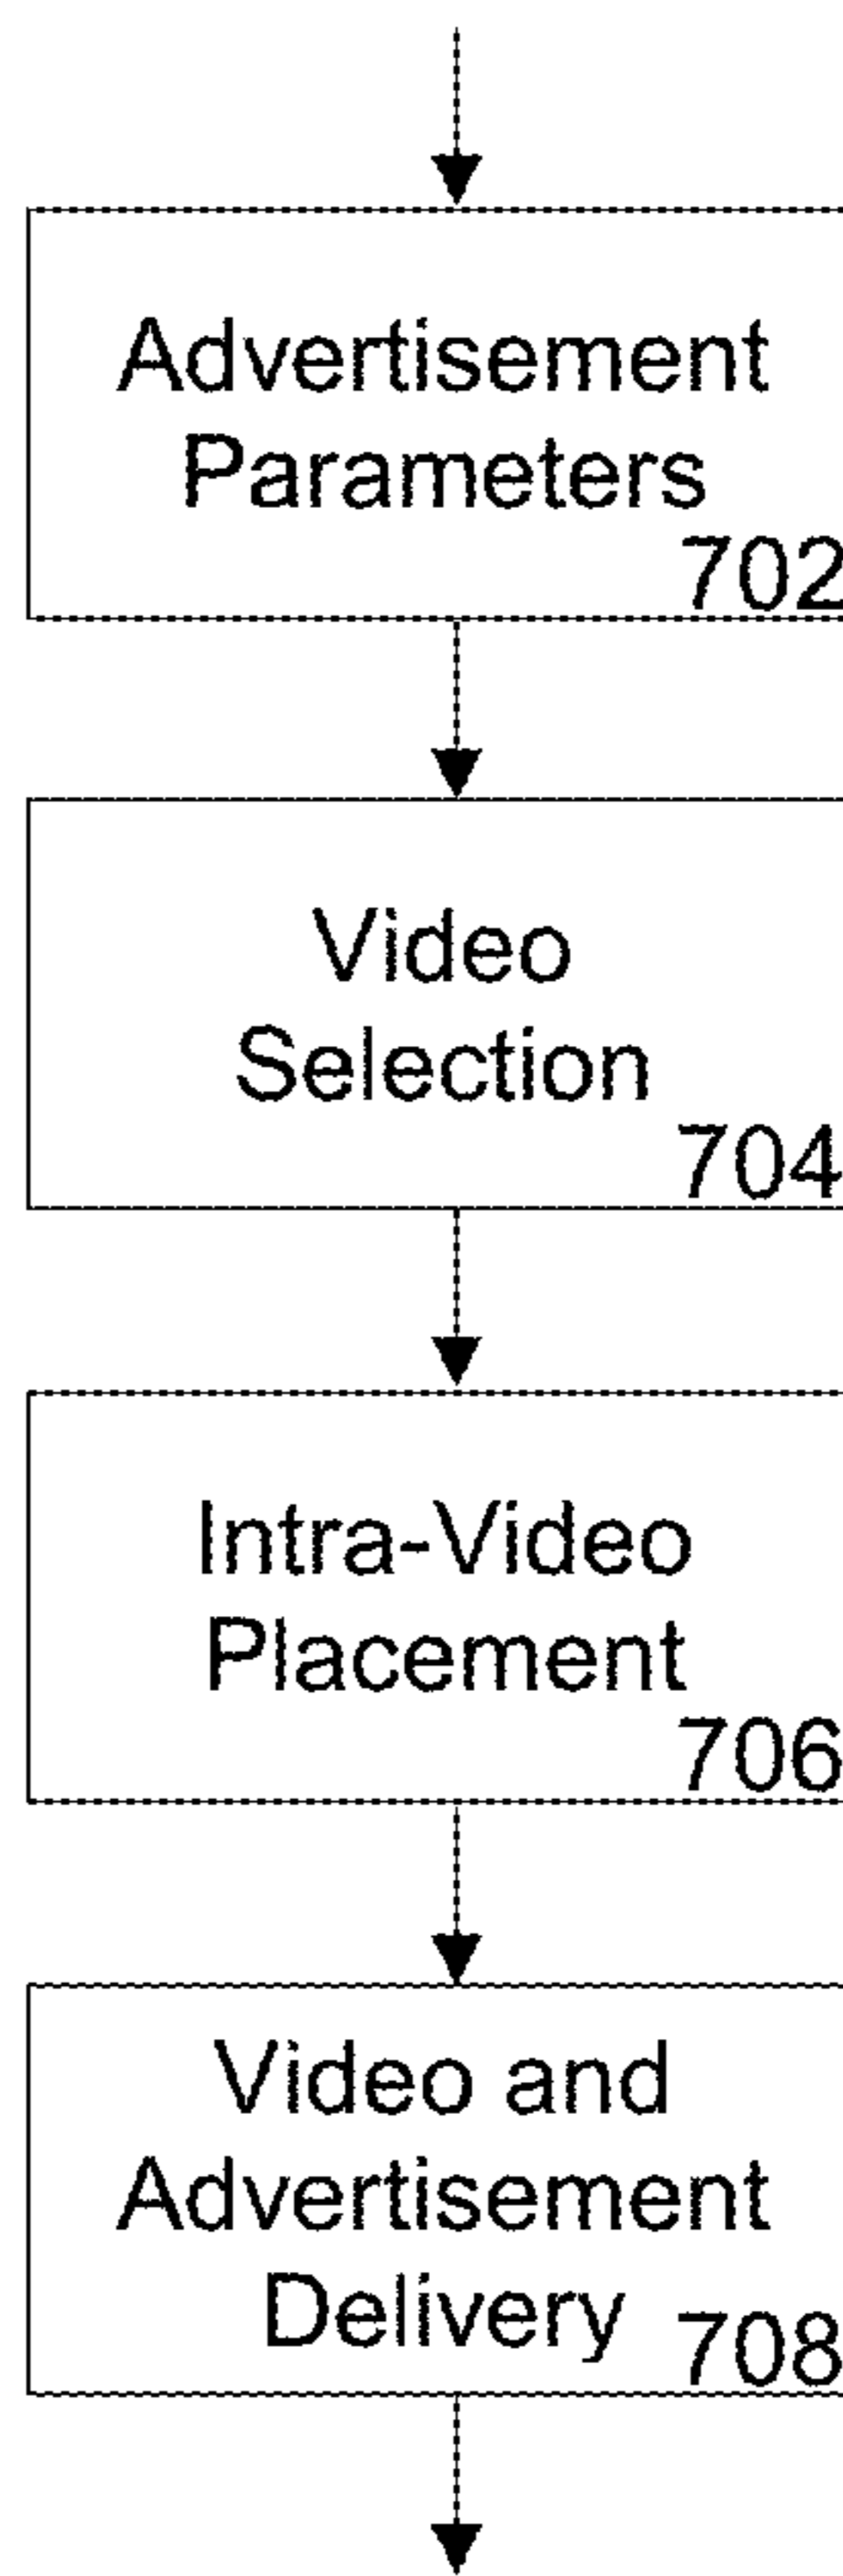 Advertisement
Parameters
702
Video
Selection
704
Intra-Video
Placement
706
Video and
Advertisement
Delivery
708